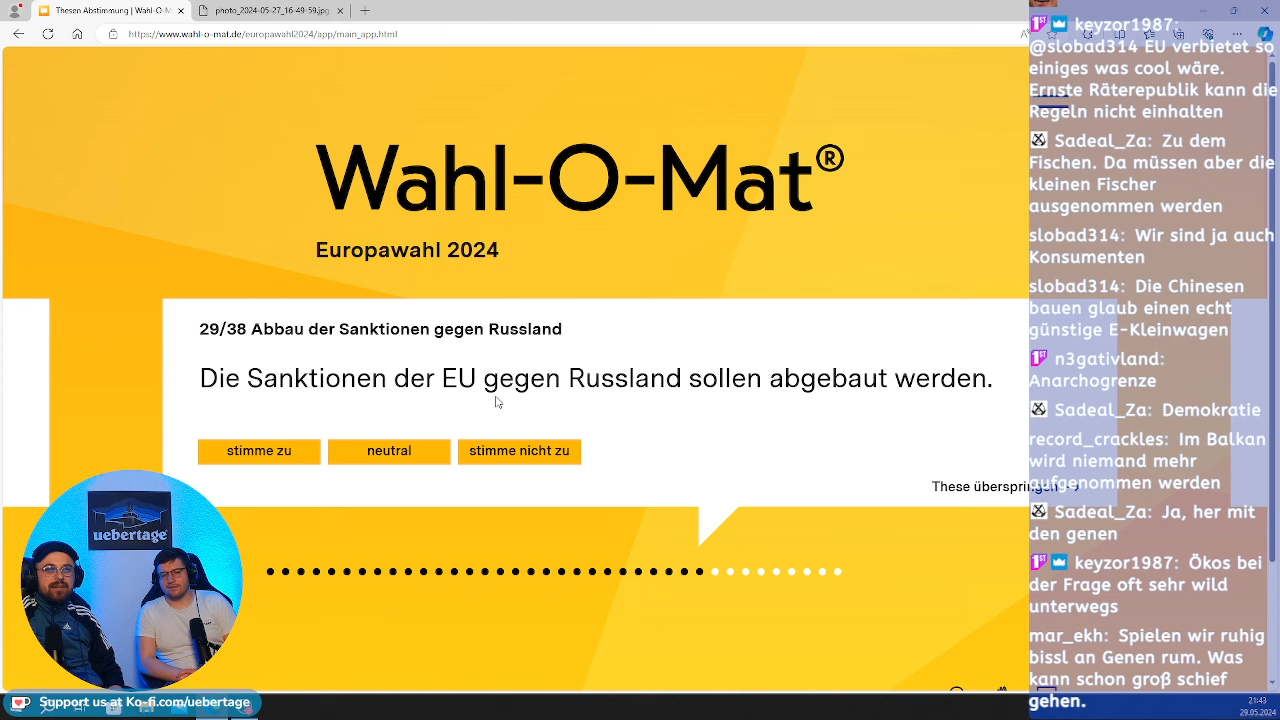 Thesen Abstimmung | Wahl-O-M
photo_2024-05-27_16-49-59.jpg
https://www.wahl-o-mat.de/europawahl2024/app/main_app.html
Wahl-O-Mat®
Europawahl 2024
29/38 Abbau der Sanktionen gegen Russland
Die Sanktionen der EU gegen Russland sollen abgebaut werden.
stimme zu
neutral
stimme nicht zu
These überspringen
uebertage
Support us at Ko-fi.com/uebertage
keyzor1987:
@slobad314 EU verbietet so
einiges was cool wäre.
Ernste Räterepublik kann die
Regeln nicht einhalten
Sadeal_Za: Zu dem
Fischen. Da müssen aber die
kleinen Fischer
ausgenommen werden
slobad314: Wir sind ja auch
Konsumenten
slobad314: Die Chinesen
bauen glaub einen echt
günstige E-Kleinwagen
n3gativland:
Anarchogrenze
Sadeal_Za: Demokratie
record_crackles: Im Balkan
wird niemand mehr
aufgenommen werden
Sadeal_Za: Ja, her mit
den genen
keyzor1987: Ökos bei
der Frage oft sehr wild
unterwegs
mar_ekh: Spielen wir ruhig
bissl an Genen rum. Was
kann schon groß schief
gehen.
21:43
29.05.2024